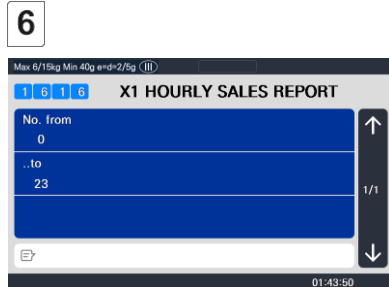 6
Max 6/15kg Min 40g e=d=2/5g III
1 6 1 6 X1 HOURLY SALES REPORT
No. from
0
..to
23
1/1
01:43:50